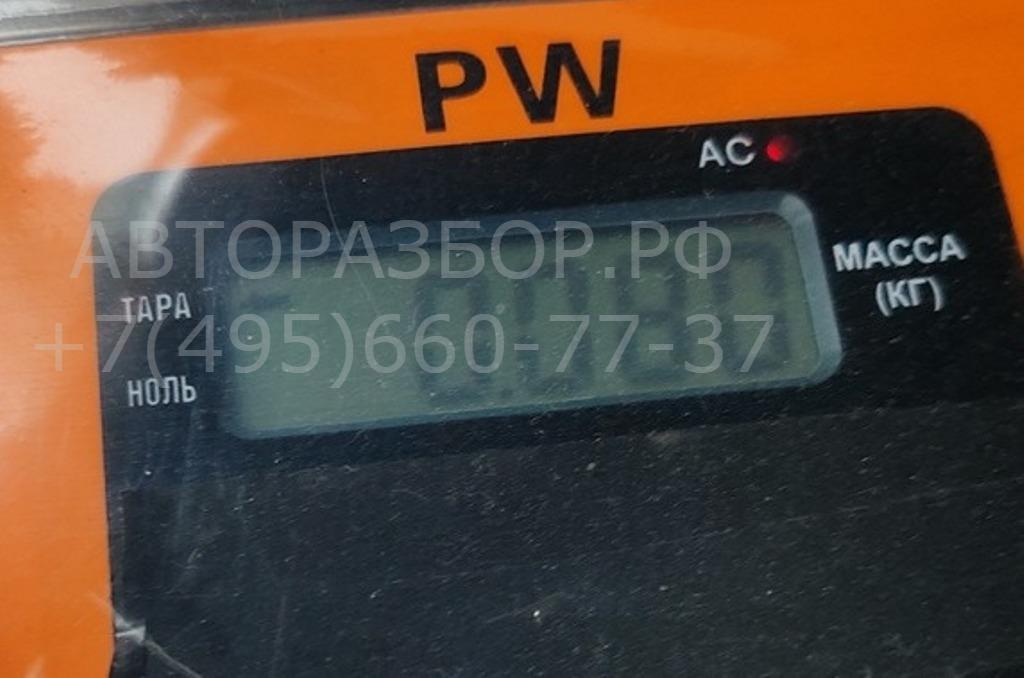 PW
AC
АВТОРАЗБОР.РФ
МАССА
(КГ)
ТАРА
+7(495)660-77-37
НОЛЬ